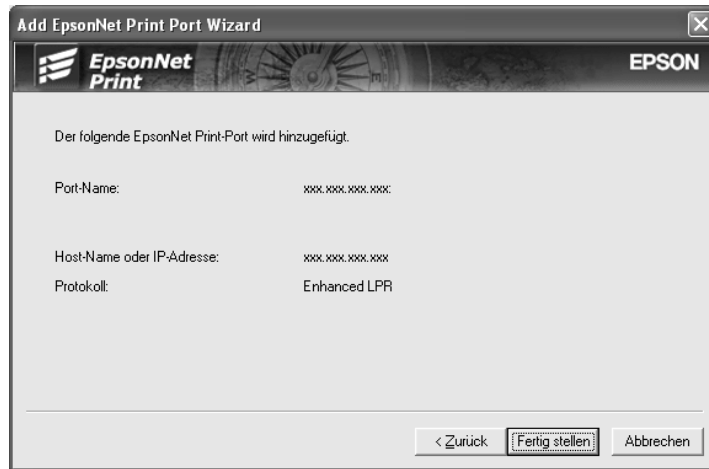 Add EpsonNet Print Port Wizard
EpsonNet
Print
EPSON
Der folgende EpsonNet Print-Port wird hinzugefügt.
Port-Name: xxx.xxx.xxx.xxx:
Host-Name oder IP-Adresse: xxx.xxx.xxx.xxx
Protokoll: Enhanced LPR
< Zurück Fertig stellen Abbrechen